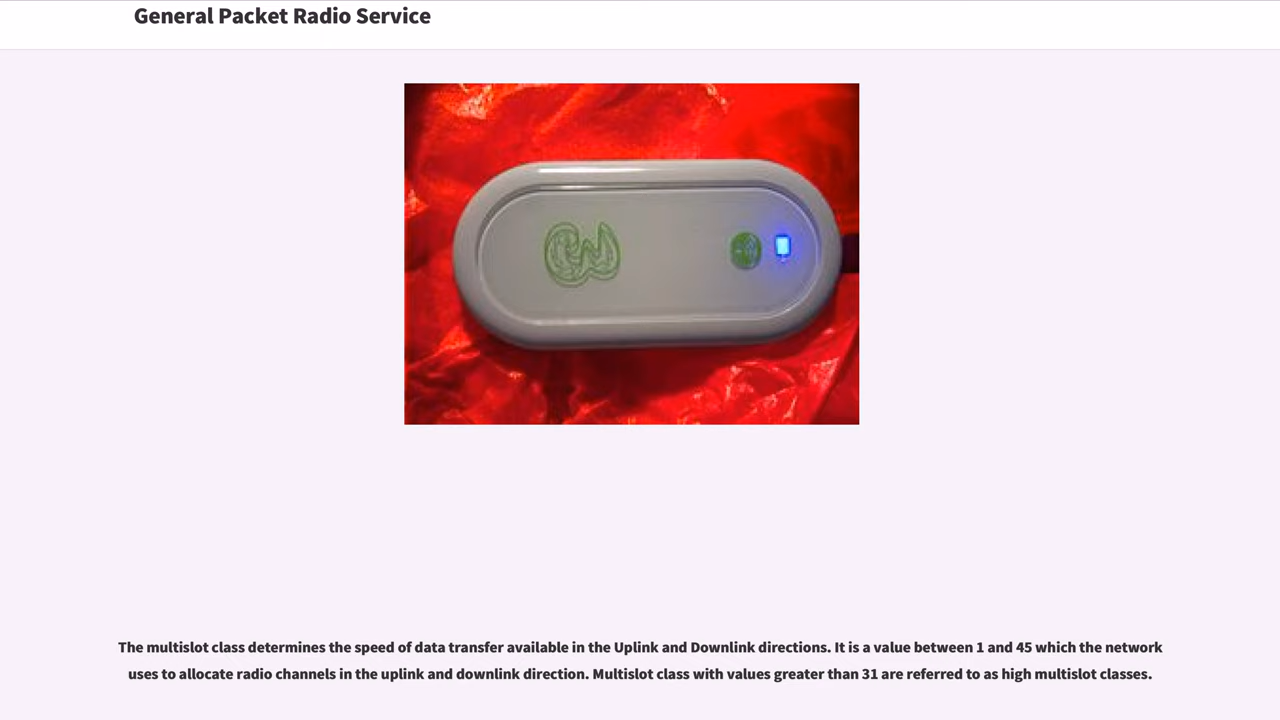 General Packet Radio Service
The multislot class determines the speed of data transfer available in the Uplink and Downlink directions. It is a value between 1 and 45 which the network
uses to allocate radio channels in the uplink and downlink direction. Multislot class with values greater than 31 are referred to as high multislot classes.